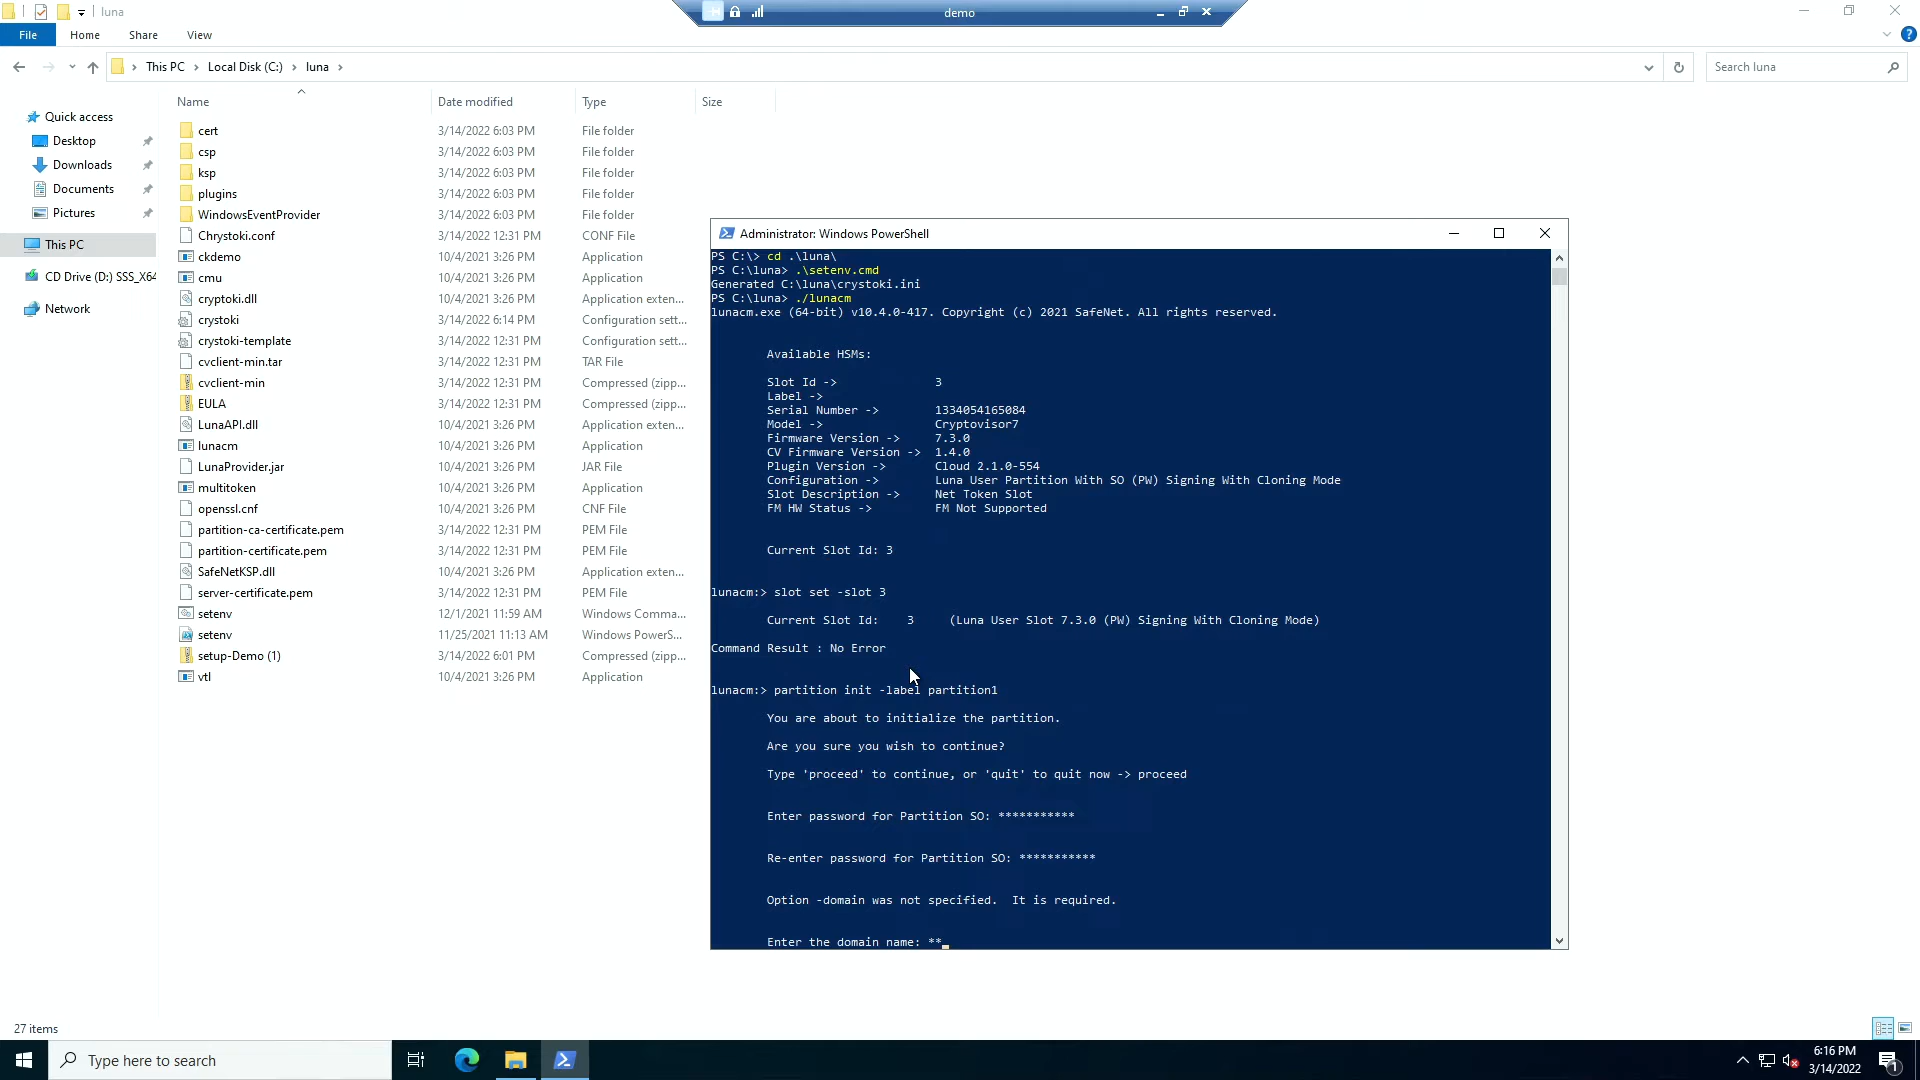 luna
demo
File Home Share View
This PC Local Disk (C:) luna
Search luna
Name Date modified Type Size
Quick access
Desktop
Downloads
Documents
Pictures
This PC
CD Drive (D:) SSS_X64
Network
cert 3/14/2022 6:03 PM File folder
csp 3/14/2022 6:03 PM File folder
ksp 3/14/2022 6:03 PM File folder
plugins 3/14/2022 6:03 PM File folder
WindowsEventProvider 3/14/2022 6:03 PM File folder
Chrystoki.conf 3/14/2022 12:31 PM CONF File
ckdemo 10/4/2021 3:26 PM Application
cmu 10/4/2021 3:26 PM Application
cryptoki.dll 10/4/2021 3:26 PM Application exten...
crystoki 3/14/2022 6:14 PM Configuration sett...
crystoki-template 3/14/2022 12:31 PM Configuration sett...
cvclient-min.tar 3/14/2022 12:31 PM TAR File
cvclient-min 3/14/2022 12:31 PM Compressed (zipp...
EULA 3/14/2022 12:31 PM Compressed (zipp...
LunaAPI.dll 10/4/2021 3:26 PM Application exten...
lunacm 10/4/2021 3:26 PM Application
LunaProvider.jar 10/4/2021 3:26 PM JAR File
multitoken 10/4/2021 3:26 PM Application
openssl.cnf 10/4/2021 3:26 PM CNF File
partition-ca-certificate.pem 3/14/2022 12:31 PM PEM File
partition-certificate.pem 3/14/2022 12:31 PM PEM File
SafeNetKSP.dll 10/4/2021 3:26 PM Application exten...
server-certificate.pem 3/14/2022 12:31 PM PEM File
setenv 12/1/2021 11:59 AM Windows Comma...
setenv 11/25/2021 11:13 AM Windows PowerS...
setup-Demo (1) 3/14/2022 6:01 PM Compressed (zipp...
vtl 10/4/2021 3:26 PM Application
Administrator: Windows PowerShell
PS C:\> cd .\luna\
PS C:\luna> .\setenv.cmd
Generated C:\luna\crystoki.ini
PS C:\luna> ./lunacm
lunacm.exe (64-bit) v10.4.0-417. Copyright (c) 2021 SafeNet. All rights reserved.
Available HSMs:
Slot Id -> 3
Label ->
Serial Number -> 1334054165084
Model -> Cryptovisor7
Firmware Version -> 7.3.0
CV Firmware Version -> 1.4.0
Plugin Version -> Cloud 2.1.0-554
Configuration -> Luna User Partition With SO (PW) Signing With Cloning Mode
Slot Description -> Net Token Slot
FM HW Status -> FM Not Supported
Current Slot Id: 3
lunacm:> slot set -slot 3
Current Slot Id: 3 (Luna User Slot 7.3.0 (PW) Signing With Cloning Mode)
Command Result : No Error
lunacm:> partition init -label partition1
You are about to initialize the partition.
Are you sure you wish to continue?
Type 'proceed' to continue, or 'quit' to quit now -> proceed
Enter password for Partition SO: ***********
Re-enter password for Partition SO: ***********
Option -domain was not specified. It is required.
Enter the domain name: **_
27 items
Type here to search
6:16 PM
3/14/2022
1